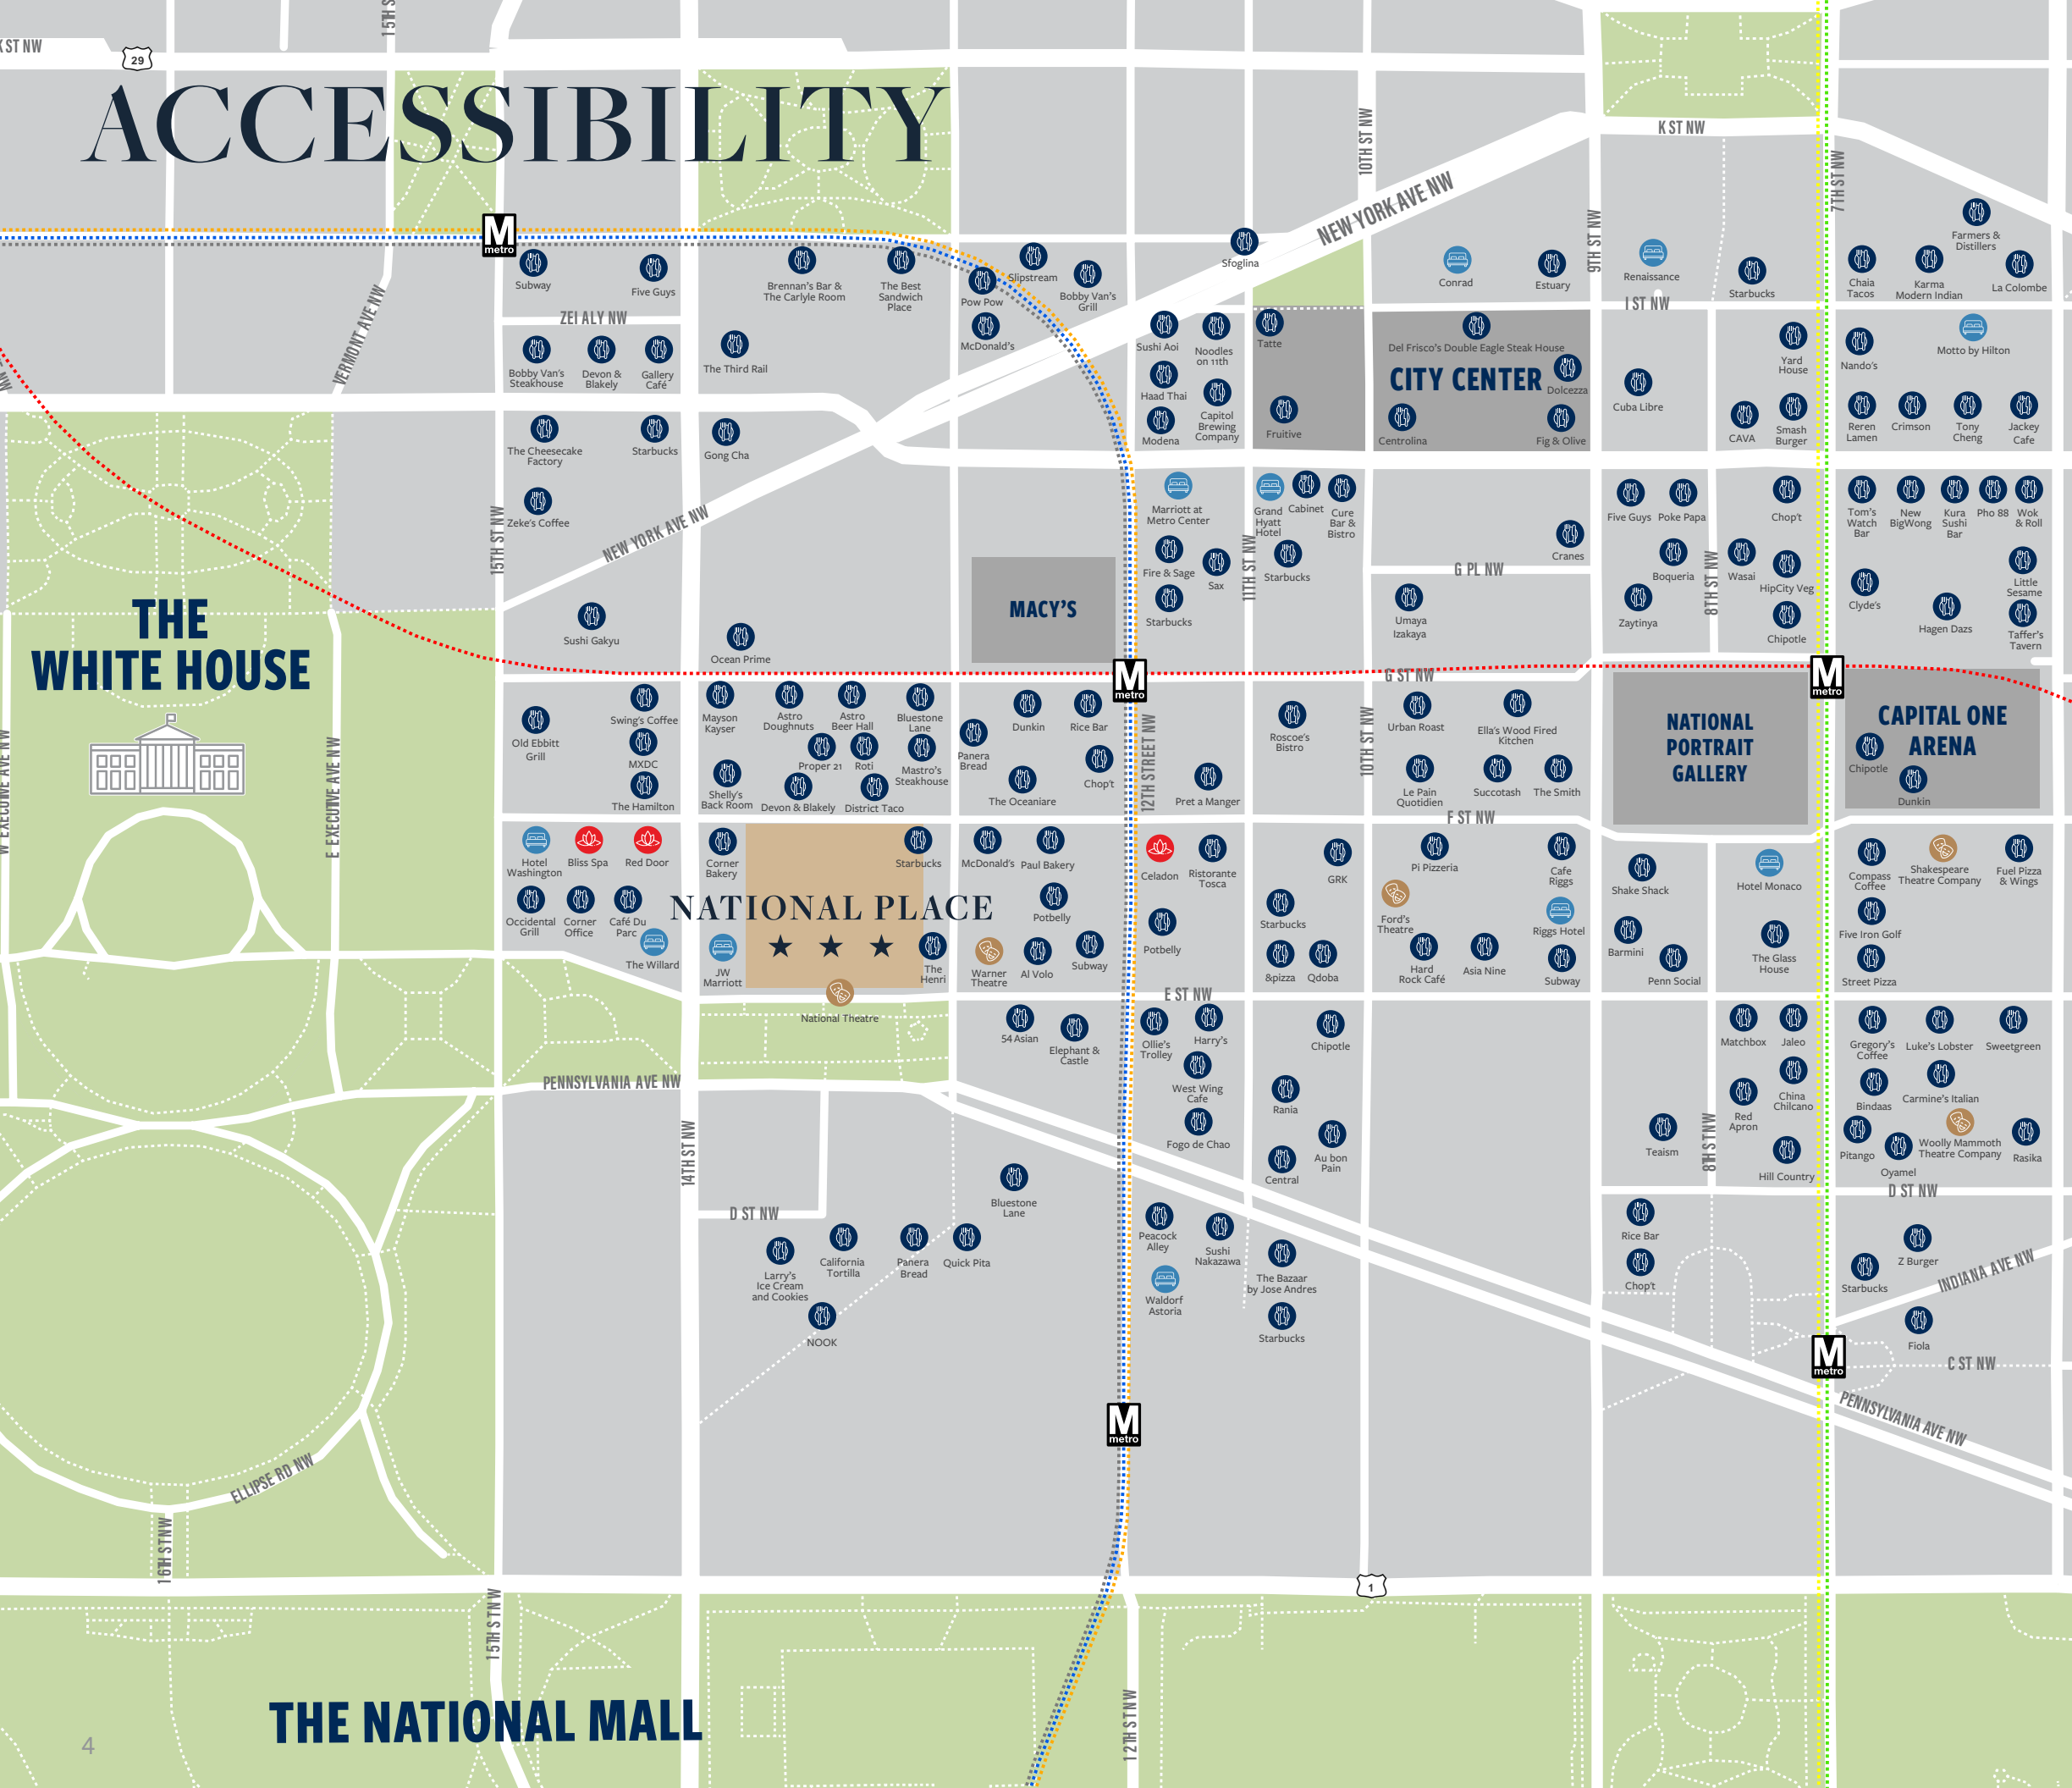 K ST NW
29
15TH S
ACCESSIBILITY
K ST NW
10TH ST NW
NEW YORK AVE NW
9TH ST NW
7TH ST NW
M
metro
Subway
Five Guys
Brennan's Bar &
The Carlyle Room
The Best
Sandwich
Place
Pow Pow
Slipstream
Bobby Van's
Grill
Sfoglina
Conrad
Estuary
Renaissance
Starbucks
Farmers &
Distillers
Chaia
Tacos
Karma
Modern Indian
La Colombe
VERMONT AVE NW
ZEI ALY NW
I ST NW
Bobby Van's
Steakhouse
Devon &
Blakely
Gallery
Café
The Third Rail
McDonald's
Sushi Aoi
Noodles
on 11th
Haad Thai
Capitol
Brewing
Company
Modena
Tatte
Fruitive
Del Frisco's Double Eagle Steak House
CITY CENTER
Dolcezza
Centrolina
Fig & Olive
Cuba Libre
Yard
House
CAVA
Smash
Burger
Nando's
Motto by Hilton
Reren
Lamen
Crimson
Tony
Cheng
Jackey
Cafe
The Cheesecake
Factory
Starbucks
Gong Cha
Zeke's Coffee
15TH ST NW
NEW YORK AVE NW
Marriott at
Metro Center
Grand
Hyatt
Hotel
Cabinet
Cure
Bar &
Bistro
Fire & Sage
Sax
Starbucks
Starbucks
11TH ST NW
Cranes
G PL NW
Umaya
Izakaya
Five Guys
Poke Papa
Chop't
Boqueria
8TH ST NW
Wasai
HipCity Veg
Zaytinya
Chipotle
Tom's
Watch
Bar
New
BigWong
Kura
Sushi
Bar
Pho 88
Wok
& Roll
Clyde's
Hagen Dazs
Little
Sesame
Taffer's
Tavern
THE
WHITE HOUSE
Sushi Gakyu
Ocean Prime
MACY'S
M
metro
G ST NW
M
metro
W EXECUTIVE AVE NW
E EXECUTIVE AVE NW
Old Ebbitt
Grill
Swing's Coffee
MXDC
The Hamilton
Mayson
Kayser
Astro
Doughnuts
Astro
Beer Hall
Bluestone
Lane
Proper 21
Roti
Mastro's
Steakhouse
Shelly's
Back Room
Devon & Blakely
District Taco
Panera
Bread
Dunkin
Rice Bar
Chop't
The Oceaniare
12TH STREET NW
Pret a Manger
Roscoe's
Bistro
10TH ST NW
Urban Roast
Ella's Wood Fired
Kitchen
Le Pain
Quotidien
Succotash
The Smith
NATIONAL
PORTRAIT
GALLERY
CAPITAL ONE
ARENA
Chipotle
Dunkin
F ST NW
Hotel
Washington
Bliss Spa
Red Door
Occidental
Grill
Corner
Office
Café Du
Parc
The Willard
Corner
Bakery
Starbucks
NATIONAL PLACE
JW
Marriott
The
Henri
National Theatre
McDonald's
Paul Bakery
Potbelly
Warner
Theatre
Al Volo
Subway
Celadon
Ristorante
Tosca
Potbelly
GRK
Starbucks
&pizza
Qdoba
Pi Pizzeria
Ford's
Theatre
Hard
Rock Café
Asia Nine
Cafe
Riggs
Riggs Hotel
Subway
Shake Shack
Hotel Monaco
Barmini
Penn Social
The Glass
House
Compass
Coffee
Shakespeare
Theatre Company
Fuel Pizza
& Wings
Five Iron Golf
Street Pizza
E ST NW
54 Asian
Elephant &
Castle
Ollie's
Trolley
Harry's
West Wing
Cafe
Fogo de Chao
Chipotle
Rania
Au bon
Pain
Central
Matchbox
Jaleo
Red
Apron
China
Chilcano
Teaism
8TH ST NW
Hill Country
Gregory's
Coffee
Luke's Lobster
Sweetgreen
Bindaas
Carmine's Italian
Pitango
Oyamel
Woolly Mammoth
Theatre Company
Rasika
PENNSYLVANIA AVE NW
14TH ST NW
D ST NW
Bluestone
Lane
Larry's
Ice Cream
and Cookies
California
Tortilla
Panera
Bread
Quick Pita
NOOK
Peacock
Alley
Sushi
Nakazawa
Waldorf
Astoria
The Bazaar
by Jose Andres
Starbucks
D ST NW
Rice Bar
Chop't
Z Burger
Starbucks
INDIANA AVE NW
Fiola
C ST NW
M
metro
PENNSYLVANIA AVE NW
M
metro
ELLIPSE RD NW
16TH ST NW
15TH ST NW
1
12TH ST NW
THE NATIONAL MALL
4